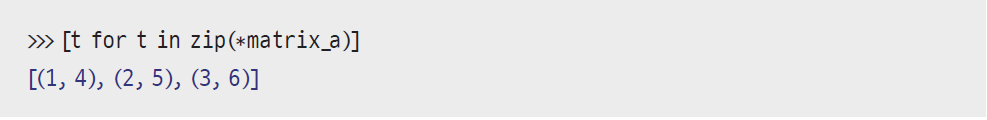 >>> [t for t in zip(*matrix_a)]
[(1, 4), (2, 5), (3, 6)]